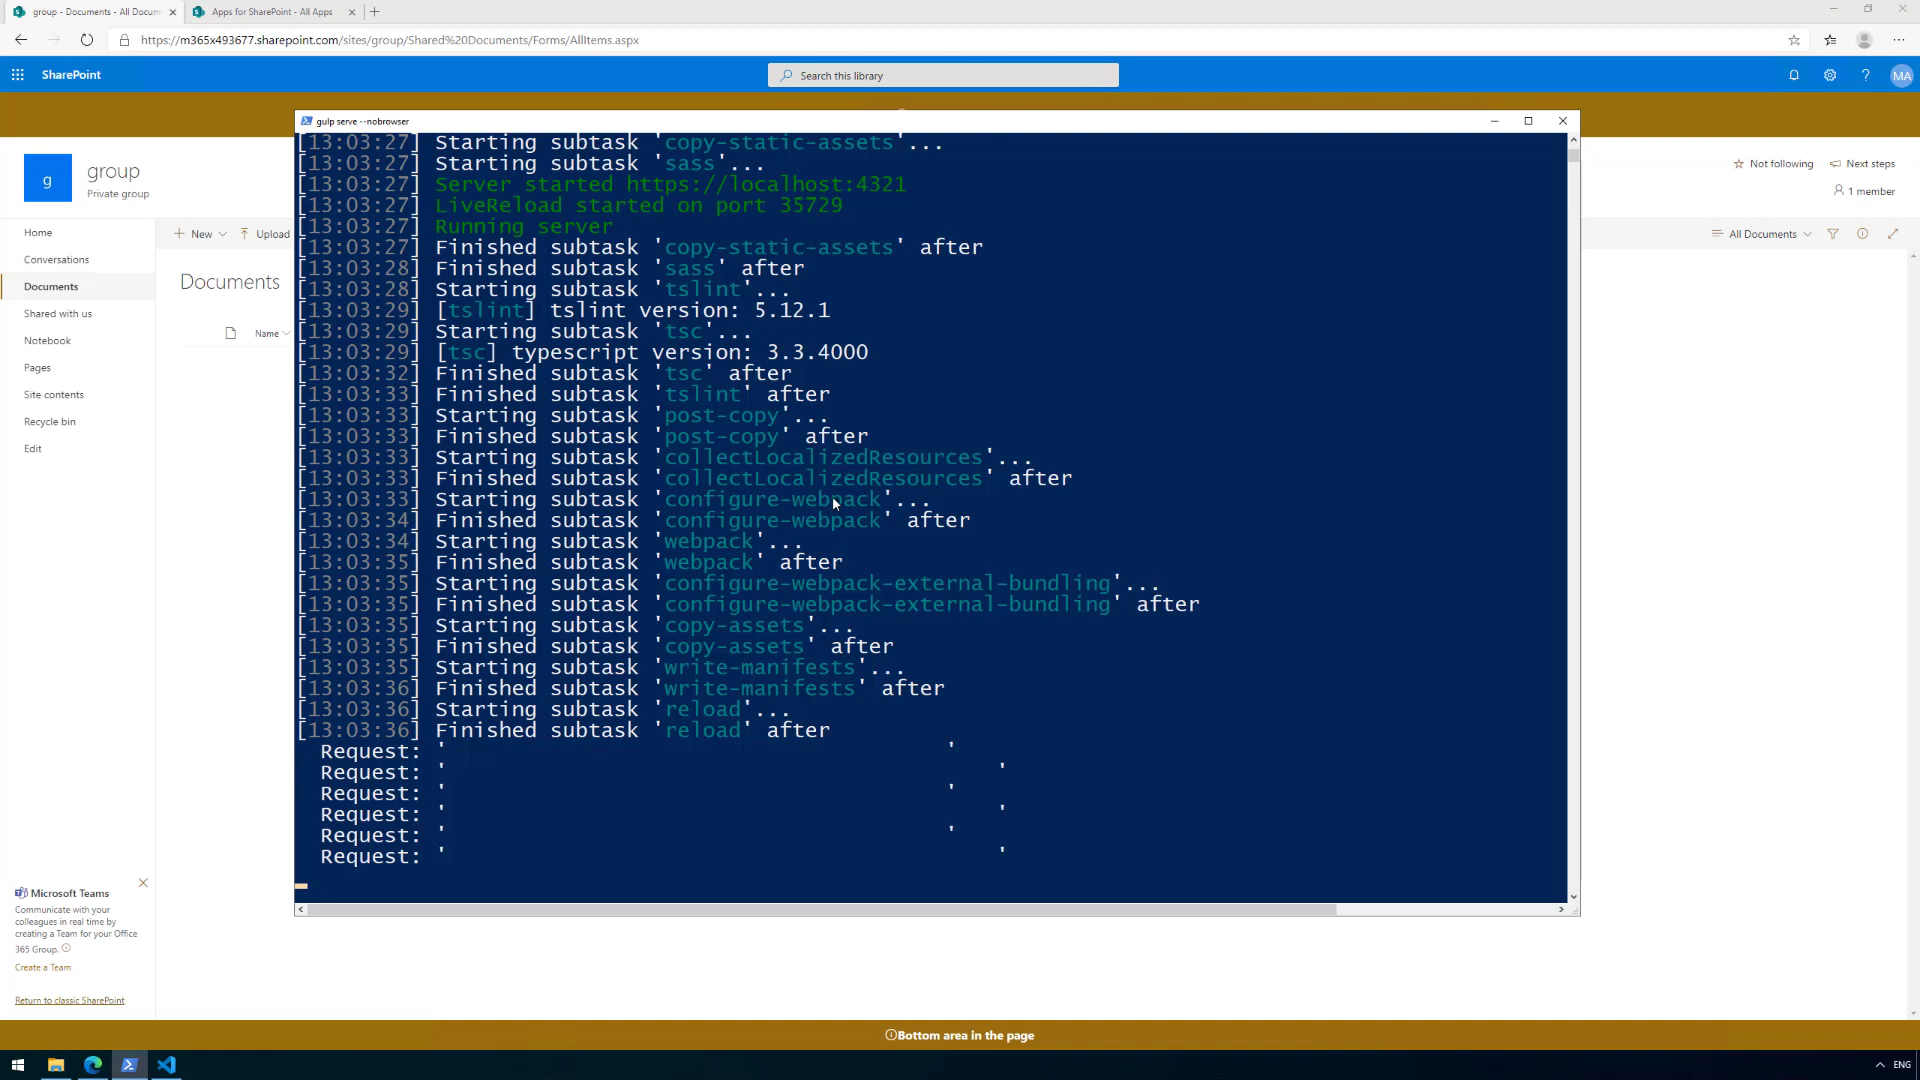 group - Documents - All Docum
Apps for SharePoint - All Apps
https://m365x493677.sharepoint.com/sites/group/Shared%20Documents/Forms/AllItems.aspx
SharePoint
Search this library
MA
gulp serve --nobrowser
g
group
Private group
Not following
Next steps
1 member
Home
Conversations
Documents
Shared with us
Notebook
Pages
Site contents
Recycle bin
Edit
New
Upload
All Documents
Documents
Name
[13:03:27] Starting subtask 'copy-static-assets'...
[13:03:27] Starting subtask 'sass'...
[13:03:27] Server started https://localhost:4321
[13:03:27] LiveReload started on port 35729
[13:03:27] Running server
[13:03:27] Finished subtask 'copy-static-assets' after
[13:03:28] Finished subtask 'sass' after
[13:03:28] Starting subtask 'tslint'...
[13:03:29] [tslint] tslint version: 5.12.1
[13:03:29] Starting subtask 'tsc'...
[13:03:29] [tsc] typescript version: 3.3.4000
[13:03:32] Finished subtask 'tsc' after
[13:03:33] Finished subtask 'tslint' after
[13:03:33] Starting subtask 'post-copy'...
[13:03:33] Finished subtask 'post-copy' after
[13:03:33] Starting subtask 'collectLocalizedResources'...
[13:03:33] Finished subtask 'collectLocalizedResources' after
[13:03:33] Starting subtask 'configure-webpack'...
[13:03:34] Finished subtask 'configure-webpack' after
[13:03:34] Starting subtask 'webpack'...
[13:03:35] Finished subtask 'webpack' after
[13:03:35] Starting subtask 'configure-webpack-external-bundling'...
[13:03:35] Finished subtask 'configure-webpack-external-bundling' after
[13:03:35] Starting subtask 'copy-assets'...
[13:03:35] Finished subtask 'copy-assets' after
[13:03:35] Starting subtask 'write-manifests'...
[13:03:36] Finished subtask 'write-manifests' after
[13:03:36] Starting subtask 'reload'...
[13:03:36] Finished subtask 'reload' after
Request: ' '
Request: ' '
Request: ' '
Request: ' '
Request: ' '
Request: ' '
Microsoft Teams
Communicate with your
colleagues in real time by
creating a Team for your Office
365 Group.
Create a Team
Return to classic SharePoint
Bottom area in the page
ENG